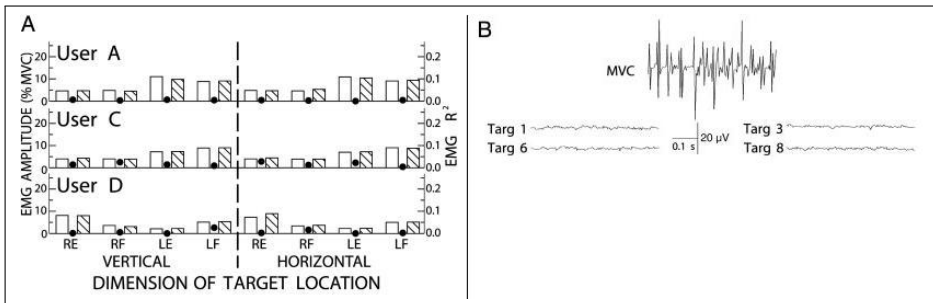 A
User A
20
10
0
0.2
0.1
0.0
User C
20
10
0
0.2
0.1
0.0
User D
20
10
0
0.2
0.1
0.0
EMG AMPLITUDE (% MVC)
EMG R²
RE RF LE LF RE RF LE LF
VERTICAL HORIZONTAL
DIMENSION OF TARGET LOCATION
B
MVC
Targ 1
Targ 6
0.1 s
20 µV
Targ 3
Targ 8